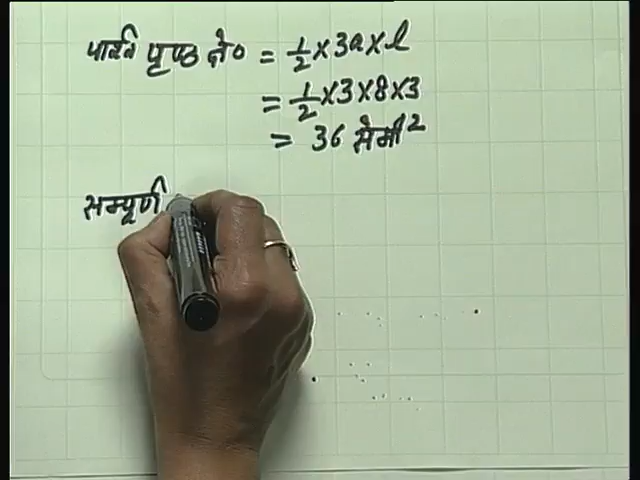 पार्श्व पृष्ठ क्षे० = 1/2 × 3a × l
= 1/2 × 3 × 8 × 3
= 36 सेमी²
सम्पूर्ण